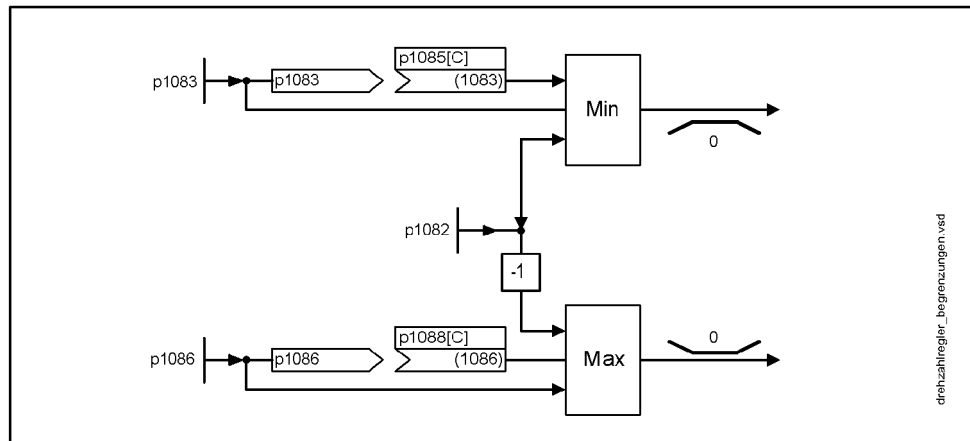 p1085[C]
p1083
p1083
(1083)
Min
0
p1082
-1
p1088[C]
p1086
p1086
(1086)
0
Max
drehzahlregler_begrenzungen.vsd